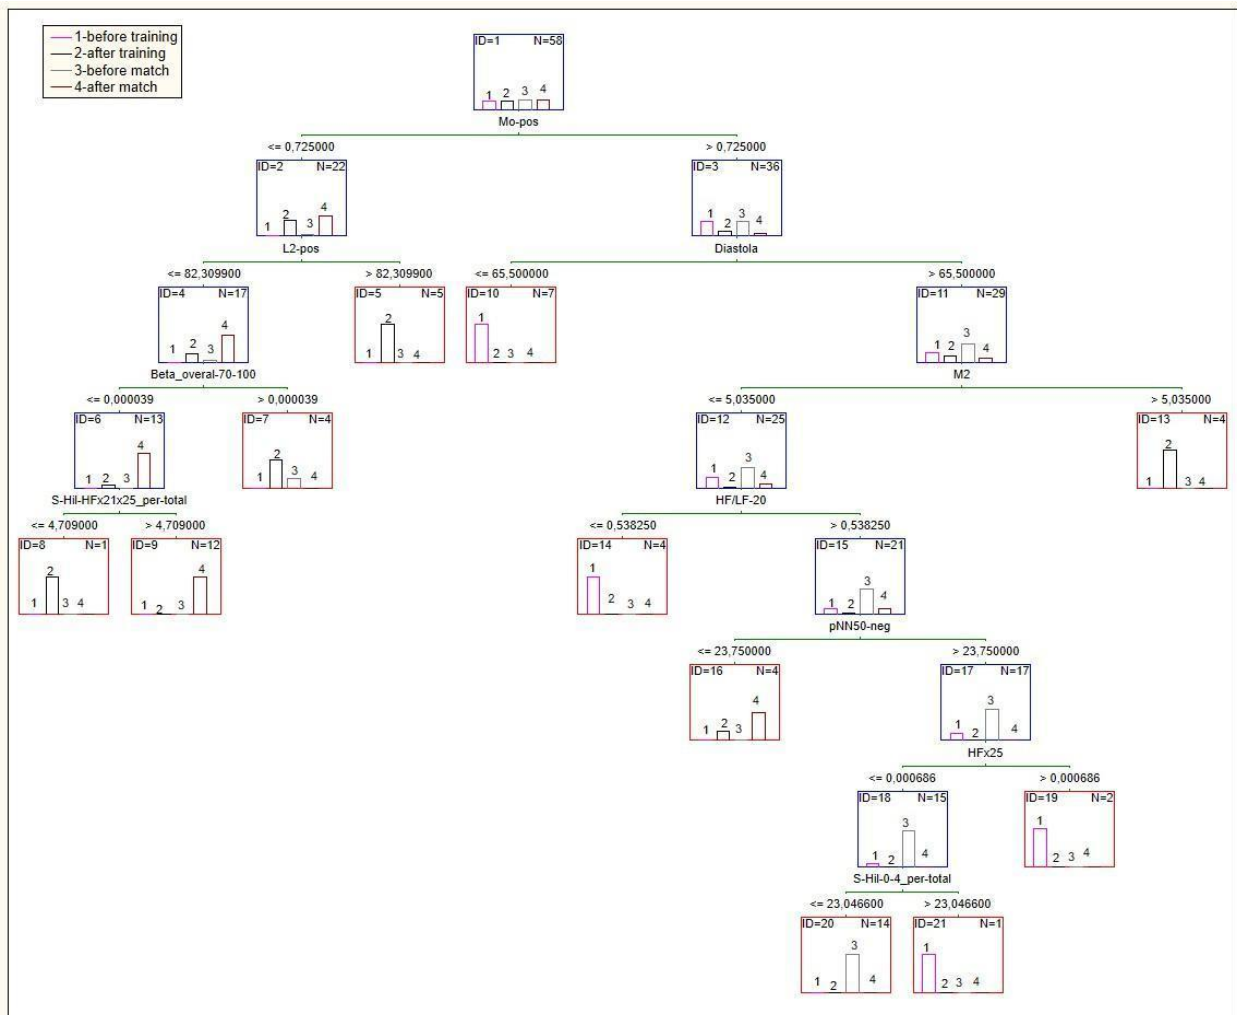 1-before training
2-after training
3-before match
4-after match
ID=1 N=58
1 2 3 4
Mo-pos
<= 0,725000 > 0,725000
ID=2 N=22 ID=3 N=36
1 2 3 4 1 2 3 4
L2-pos Diastola
<= 82,309900 > 82,309900 <= 65,500000 > 65,500000
ID=4 N=17 ID=5 N=5 ID=10 N=7 ID=11 N=29
1 2 3 4 1 2 3 4 1 2 3 4 1 2 3 4
Beta_overal-70-100 M2
<= 0,000039 > 0,000039 <= 5,035000 > 5,035000
ID=6 N=13 ID=7 N=4 ID=12 N=25 ID=13 N=4
1 2 3 4 1 2 3 4 1 2 3 4 1 2 3 4
S-Hil-HFx21x25_per-total HF/LF-20
<= 4,709000 > 4,709000 <= 0,538250 > 0,538250
ID=8 N=1 ID=9 N=12 ID=14 N=4 ID=15 N=21
1 2 3 4 1 2 3 4 1 2 3 4 1 2 3 4
pNN50-neg
<= 23,750000 > 23,750000
ID=16 N=4 ID=17 N=17
1 2 3 4 1 2 3 4
HFx25
<= 0,000686 > 0,000686
ID=18 N=15 ID=19 N=2
1 2 3 4 1 2 3 4
S-Hil-0-4_per-total
<= 23,046600 > 23,046600
ID=20 N=14 ID=21 N=1
1 2 3 4 1 2 3 4